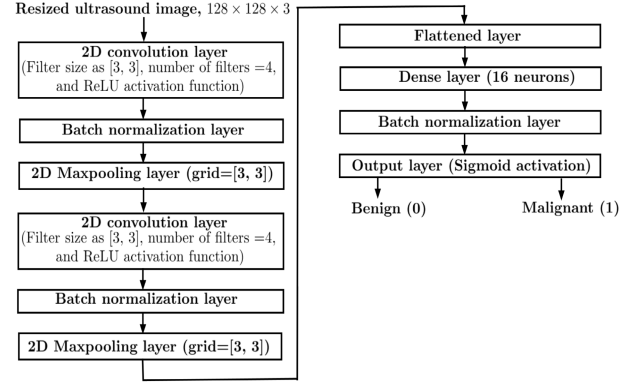 Resized ultrasound image, 128 × 128 × 3
2D convolution layer
(Filter size as [3, 3], number of filters =4,
and ReLU activation function)
Batch normalization layer
2D Maxpooling layer (grid=[3, 3])
2D convolution layer
(Filter size as [3, 3], number of filters =4,
and ReLU activation function)
Batch normalization layer
2D Maxpooling layer (grid=[3, 3])
Flattened layer
Dense layer (16 neurons)
Batch normalization layer
Output layer (Sigmoid activation)
Benign (0)
Malignant (1)